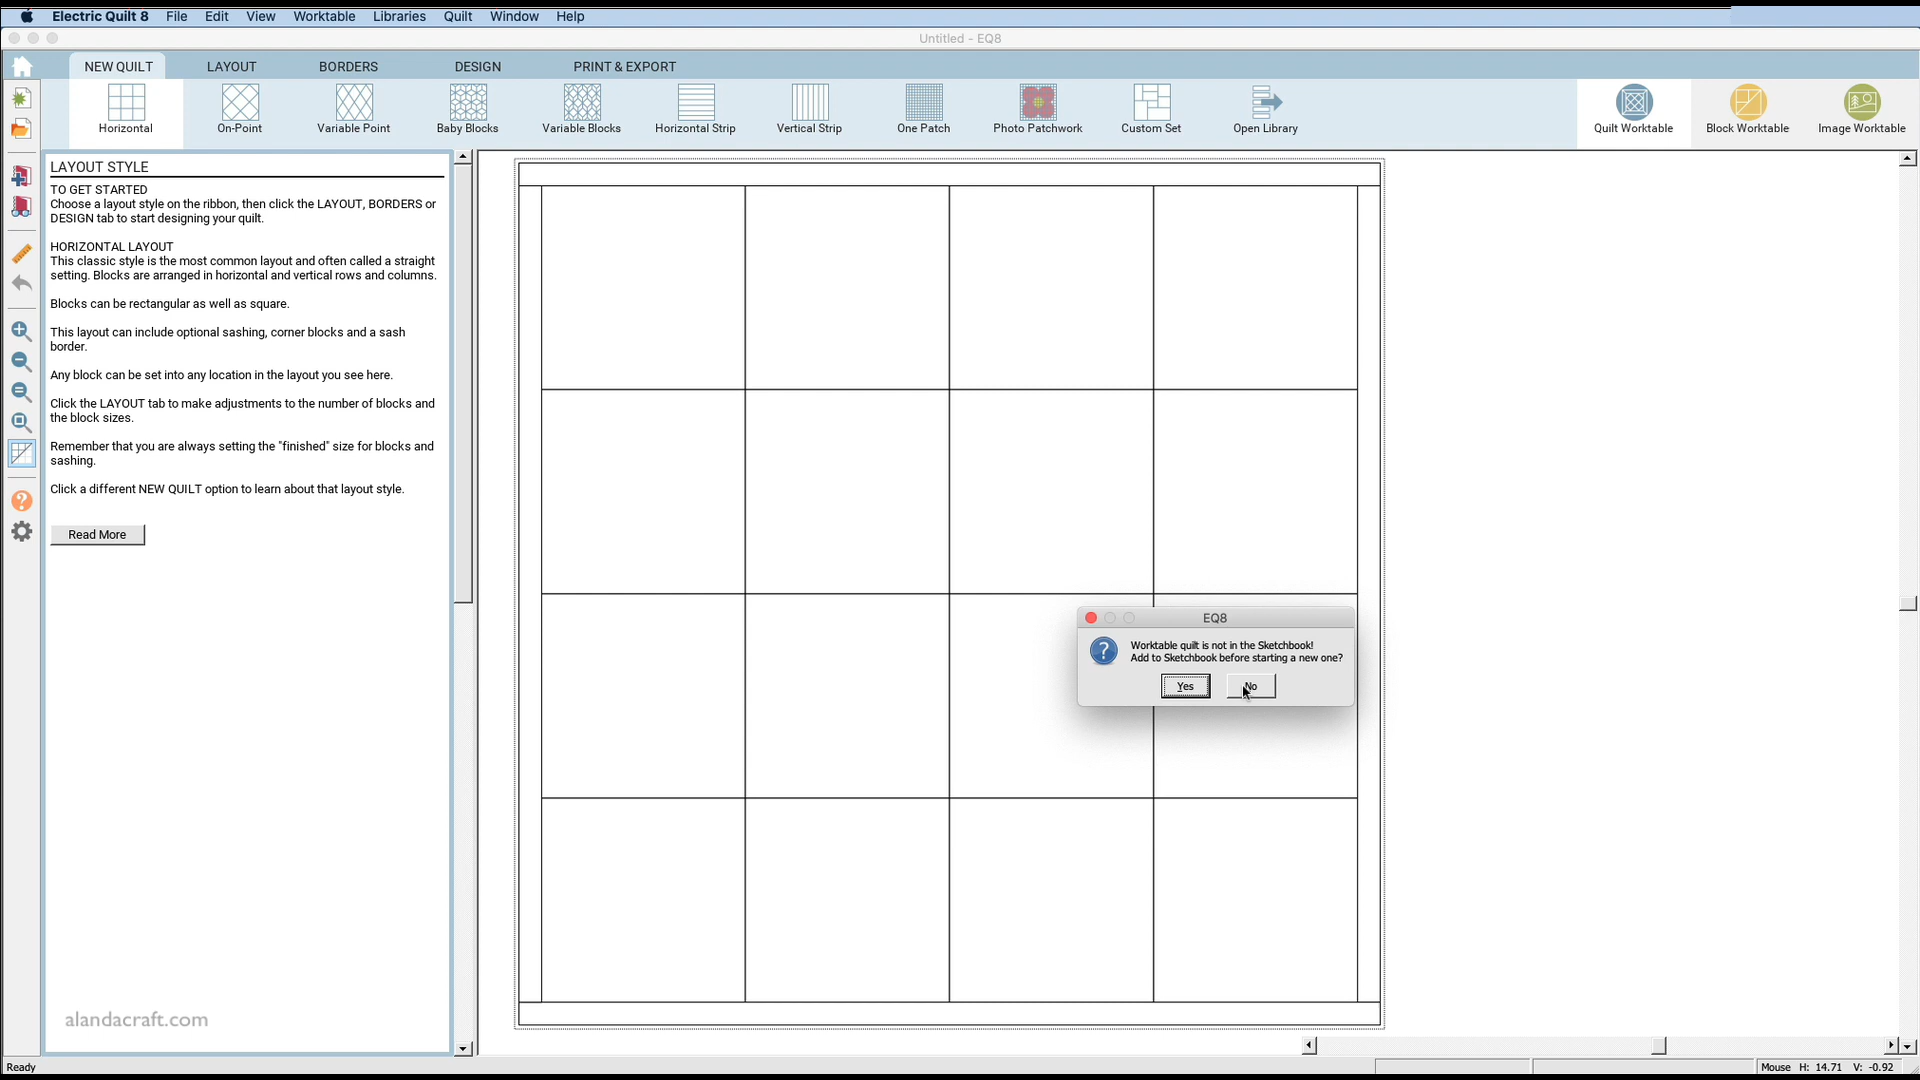 Electric Quilt 8 File Edit View Worktable Libraries Quilt Window Help
Untitled - EQ8
NEW QUILT LAYOUT BORDERS DESIGN PRINT & EXPORT
Horizontal On-Point Variable Point Baby Blocks Variable Blocks Horizontal Strip Vertical Strip One Patch Photo Patchwork Custom Set Open Library Quilt Worktable Block Worktable Image Worktable
LAYOUT STYLE
TO GET STARTED
Choose a layout style on the ribbon, then click the LAYOUT, BORDERS or
DESIGN tab to start designing your quilt.
HORIZONTAL LAYOUT
This classic style is the most common layout and often called a straight
setting. Blocks are arranged in horizontal and vertical rows and columns.
Blocks can be rectangular as well as square.
This layout can include optional sashing, corner blocks and a sash
border.
Any block can be set into any location in the layout you see here.
Click the LAYOUT tab to make adjustments to the number of blocks and
the block sizes.
Remember that you are always setting the "finished" size for blocks and
sashing.
Click a different NEW QUILT option to learn about that layout style.
Read More
EQ8
Worktable quilt is not in the Sketchbook!
Add to Sketchbook before starting a new one?
Yes No
alandacraft.com
Ready
Mouse H: 14.71 V: -0.92